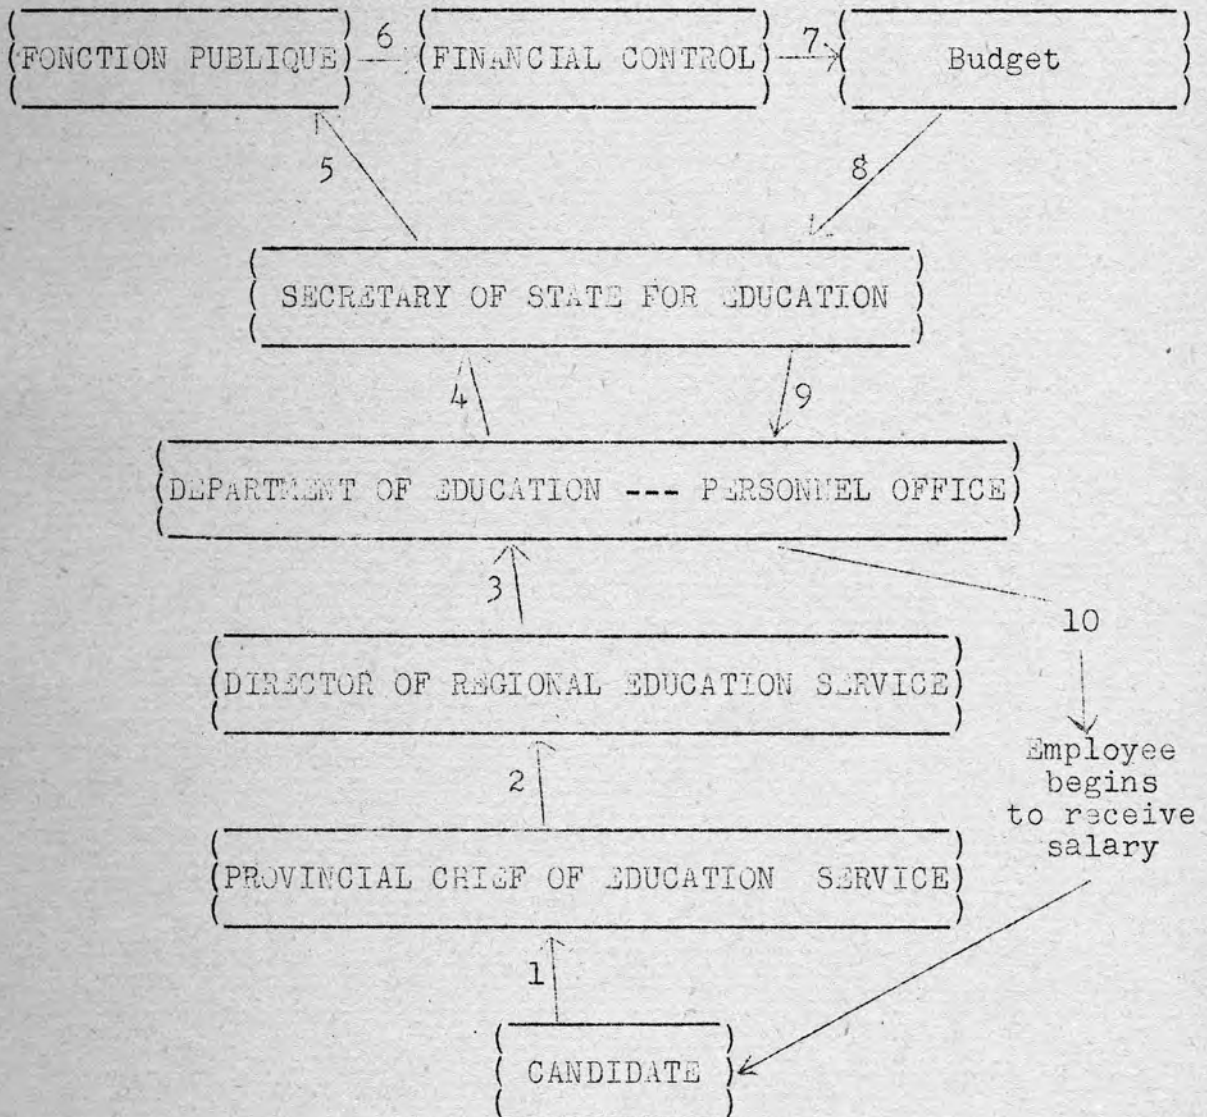 6 7
FONCTION PUBLIQUE FINANCIAL CONTROL Budget
5 8
SECRETARY OF STATE FOR EDUCATION
4 9
DEPARTMENT OF EDUCATION --- PERSONNEL OFFICE
3
10
DIRECTOR OF REGIONAL EDUCATION SERVICE
Employee
begins
to receive
salary
2
PROVINCIAL CHIEF OF EDUCATION SERVICE
1
CANDIDATE